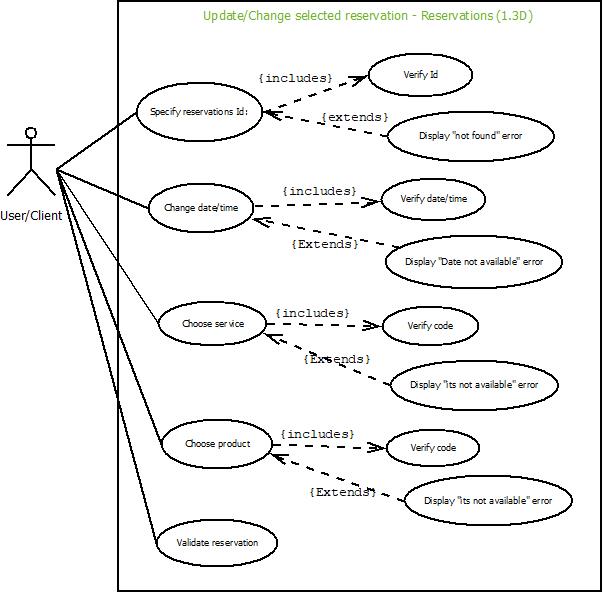 Update/Change selected reservation - Reservations (1.3D)
{includes}
Verify Id
Specify reservations Id:
{extends}
Display "not found" error
User/Client
{includes}
Verify date/time
Change date/time
{Extends}
Display "Date not available" error
{includes}
Choose service
Verify code
{Extends}
Display "its not available" error
{includes}
Choose product
Verify code
{Extends}
Display "its not available" error
Validate reservation